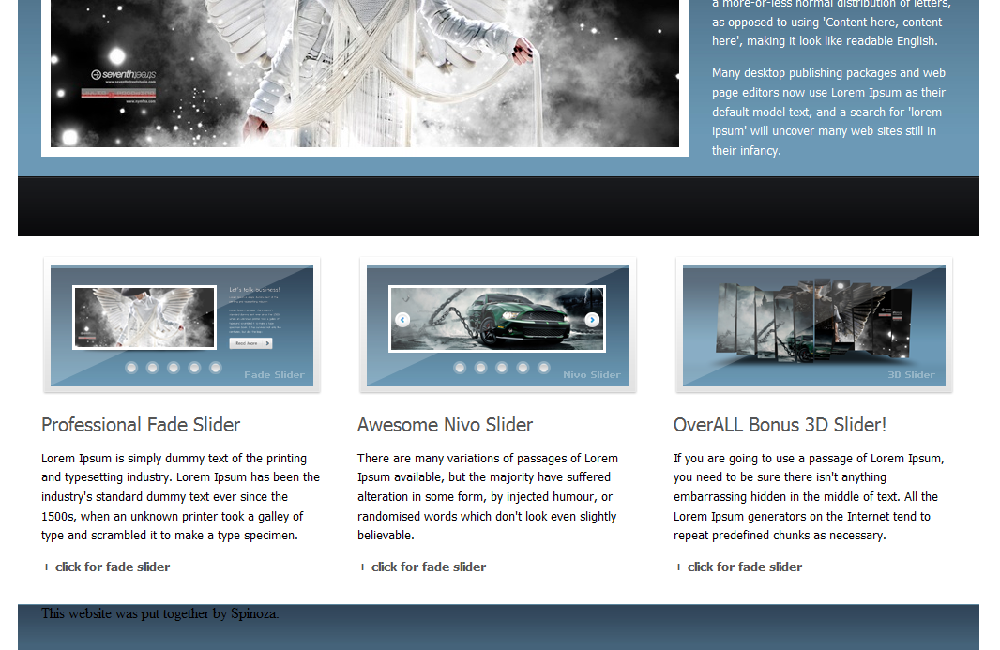 a more-or-less normal distribution of letters,
as opposed to using 'Content here, content
here', making it look like readable English.
Many desktop publishing packages and web
page editors now use Lorem Ipsum as their
default model text, and a search for 'lorem
ipsum' will uncover many web sites still in
their infancy.
Let's talk business!
Read More
Fade Slider
Nivo Slider
3D Slider
Professional Fade Slider
Lorem Ipsum is simply dummy text of the printing
and typesetting industry. Lorem Ipsum has been the
industry's standard dummy text ever since the
1500s, when an unknown printer took a galley of
type and scrambled it to make a type specimen.
+ click for fade slider
Awesome Nivo Slider
There are many variations of passages of Lorem
Ipsum available, but the majority have suffered
alteration in some form, by injected humour, or
randomised words which don't look even slightly
believable.
+ click for fade slider
OverALL Bonus 3D Slider!
If you are going to use a passage of Lorem Ipsum,
you need to be sure there isn't anything
embarrassing hidden in the middle of text. All the
Lorem Ipsum generators on the Internet tend to
repeat predefined chunks as necessary.
+ click for fade slider
This website was put together by Spinoza.